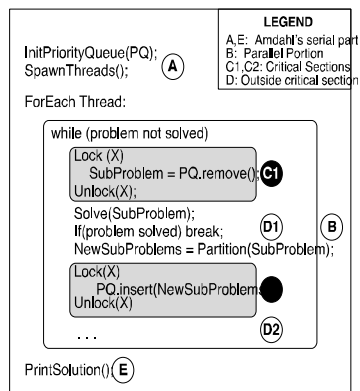 LEGEND
A,E: Amdahl's serial part
B: Parallel Portion
C1,C2: Critical Sections
D: Outside critical section
InitPriorityQueue(PQ);
SpawnThreads();
A
ForEach Thread:
while (problem not solved)
Lock (X)
SubProblem = PQ.remove();
C1
Unlock(X);
Solve(SubProblem);
If(problem solved) break;
D1
B
NewSubProblems = Partition(SubProblem);
Lock(X)
PQ.insert(NewSubProblems
Unlock(X)
. . .
D2
PrintSolution();
E